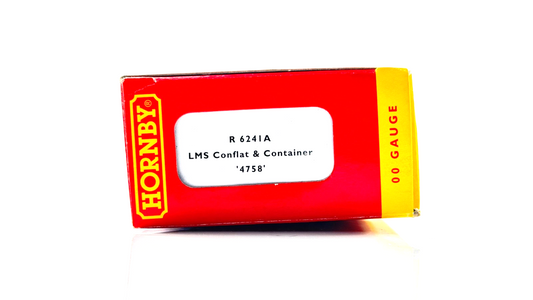 HORNBY®
R 6241A
LMS Conflat & Container
'4758'
00 GAUGE